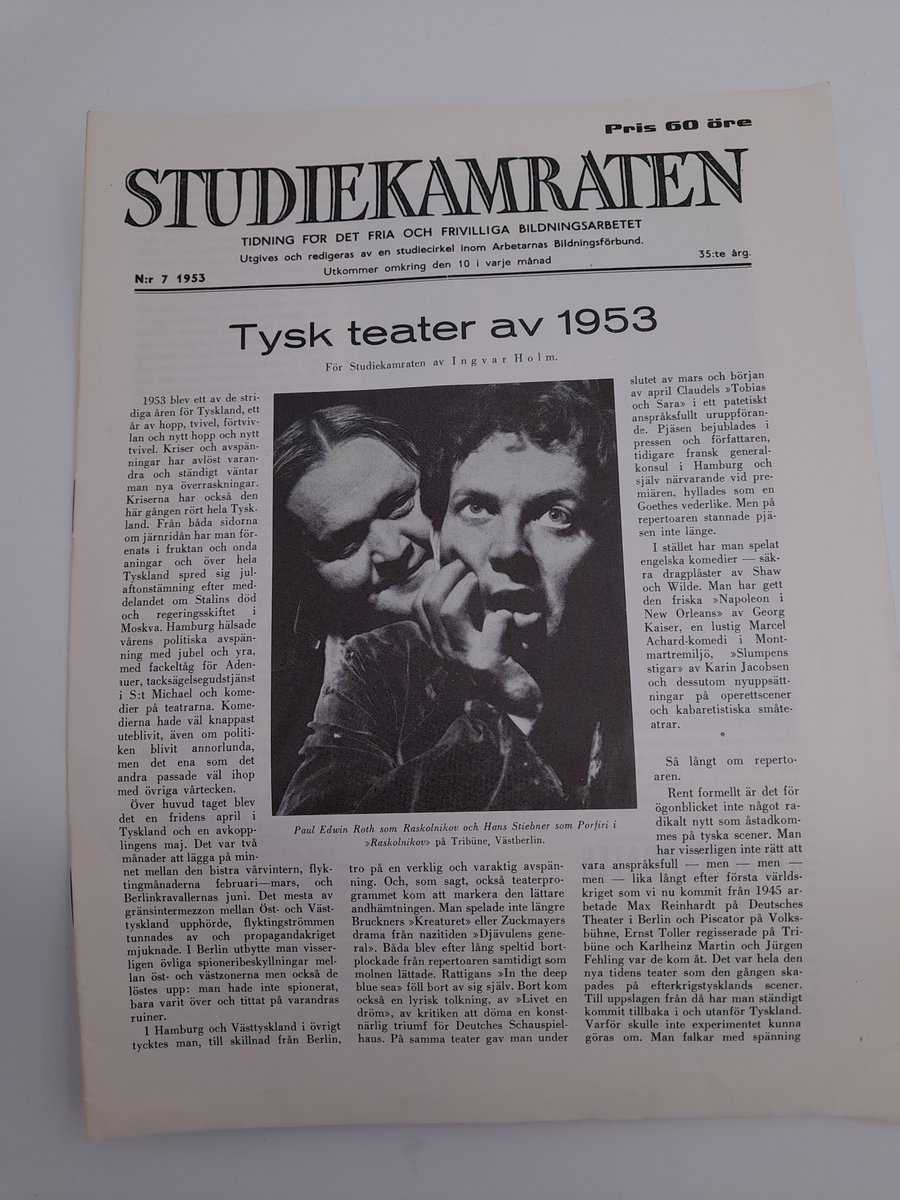 Pris 60 öre
STUDIEKAMRATEN
TIDNING FÖR DET FRIA OCH FRIVILLIGA BILDNINGSARBETET
Utgives och redigeras av en studiecirkel inom Arbetarnas Bildningsförbund.
N:r 7 1953
Utkommer omkring den 10 i varje månad
35:te årg.
Tysk teater av 1953
För Studiekamraten av Ingvar Holm.
1953 blev ett av de stri-
diga åren för Tyskland, ett
år av hopp, tvivel, förtviv-
lan och nytt hopp och nytt
tvivel. Kriser och avspän-
ningar har avlöst varan-
dra och ständigt väntar
man nya överraskningar.
Kriserna har också den
här gången rört hela Tysk-
land. Från båda sidorna
om järnridån har man för-
enats i fruktan och onda
aningar och över hela
Tyskland spred sig jul-
aftonstämning efter med-
delandet om Stalins död
och regeringsskiftet i
Moskva. Hamburg hälsade
vårens politiska avspän-
ning med jubel och yra,
med fackeltåg för Aden-
auer, tacksägelsegudstjänst
i S:t Michael och kome-
dier på teatrarna. Kome-
dierna hade väl knappast
uteblivit, även om politi-
ken blivit annorlunda,
men det ena som det
andra passade väl ihop
med övriga vårtecken.
Över huvud taget blev
det en fridens april i
Tyskland och en avkopp-
lingens maj. Det var två
månader att lägga på min-
net mellan den bistra vårvintern, flyk-
tingmånaderna februari—mars, och
Berlinkravallernas juni. Det mesta av
gränsintermezzon mellan Öst- och Väst-
tyskland upphörde, flyktingströmmen
tunnades av och propagandakriget
mjuknade. I Berlin utbytte man visser-
ligen övliga spioneribeskyllningar mel-
lan öst- och västzonerna men också de
löstes upp: man hade inte spionerat,
bara varit över och tittat på varandras
ruiner.
I Hamburg och Västtyskland i övrigt
tycktes man, till skillnad från Berlin,
Paul Edwin Roth som Raskolnikov och Hans Stiebner som Porfiri i
»Raskolnikov» på Tribüne, Västberlin.
tro på en verklig och varaktig avspän-
ning. Och, som sagt, också teaterpro-
grammet kom att markera den lättare
andhämtningen. Man spelade inte längre
Bruckners »Kreaturet» eller Zuckmayers
drama från nazitiden »Djävulens gene-
ral». Båda blev efter lång speltid bort-
plockade från repertoaren samtidigt som
molnen lättade. Rattigans »In the deep
blue sea» föll bort av sig själv. Bort kom
också en lyrisk tolkning, av »Livet en
dröm», av kritiken att döma en konst-
närlig triumf för Deutches Schauspiel-
haus. På samma teater gav man under
slutet av mars och början
av april Claudels »Tobias
och Sara» i ett patetiskt
anspråksfullt uruppföran-
de. Pjäsen bejublades i
pressen och författaren,
tidigare fransk general-
konsul i Hamburg och
själv närvarande vid pre-
miären, hyllades som en
Goethes vederlike. Men på
repertoaren stannade pjä-
sen inte länge.
I stället har man spelat
engelska komedier — säk-
ra dragplåster av Shaw
och Wilde. Man har gett
den friska »Napoleon i
New Orleans» av Georg
Kaiser, en lustig Marcel
Achard-komedi i Mont-
martremiljö, »Slumpens
stigar» av Karin Jacobsen
och dessutom nyuppsätt-
ningar på operettscener
och kabaretistiska småte-
atrar.
*
Så långt om reperto-
aren.
Rent formellt är det för
ögonblicket inte något ra-
dikalt nytt som åstadkom-
mes på tyska scener. Man
har visserligen inte rätt att
vara anspråksfull — men — men —
men — lika långt efter första världs-
kriget som vi nu kommit från 1945 ar-
betade Max Reinhardt på Deutsches
Theater i Berlin och Piscator på Volks-
bühne, Ernst Toller regisserade på Tri-
büne och Karlheinz Martin och Jürgen
Fehling var de kom åt. Det var hela den
nya tidens teater som den gången ska-
pades på efterkrigstysklands scener.
Till uppslagen från då har man ständigt
kommit tillbaka i och utanför Tyskland.
Varför skulle inte experimentet kunna
göras om. Man falkar med spänning